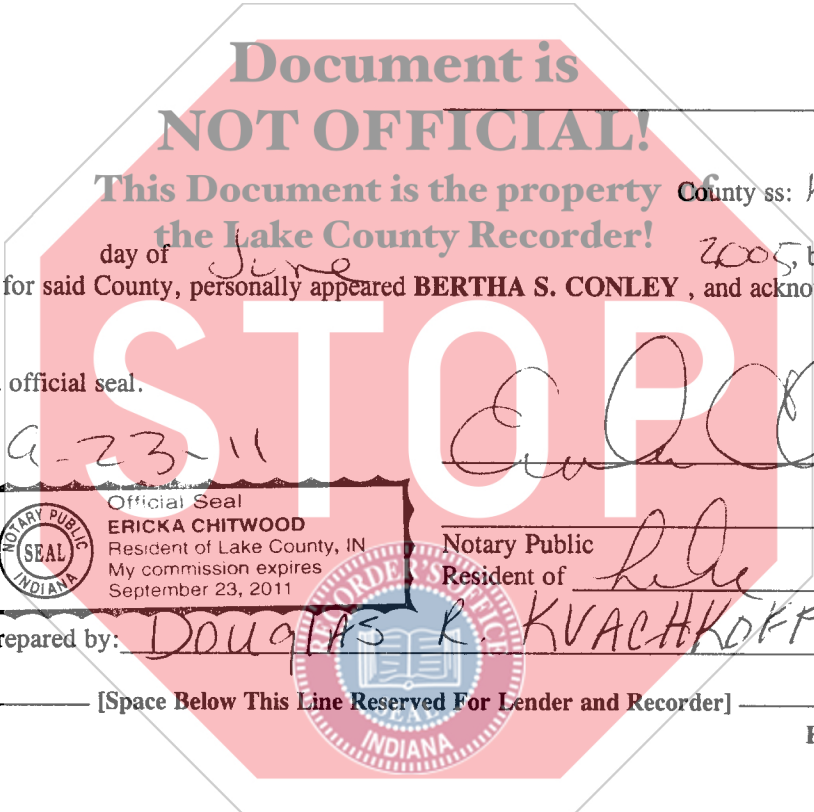 Document is
NOT OFFICIAL!
This Document is the property of
the Lake County Recorder!
STOP
County ss:
day of June 2005, b
for said County, personally appeared BERTHA S. CONLEY , and ackno
official seal.
9-23-11
Official Seal
ERICKA CHITWOOD
Resident of Lake County, IN
My commission expires
September 23, 2011
NOTARY PUBLIC
SEAL
INDIANA
Notary Public
Resident of Lake
repared by: DOUGLAS R. KVACHKOFF
RECORDER'S OFFICE
SEAL
INDIANA
[Space Below This Line Reserved For Lender and Recorder]